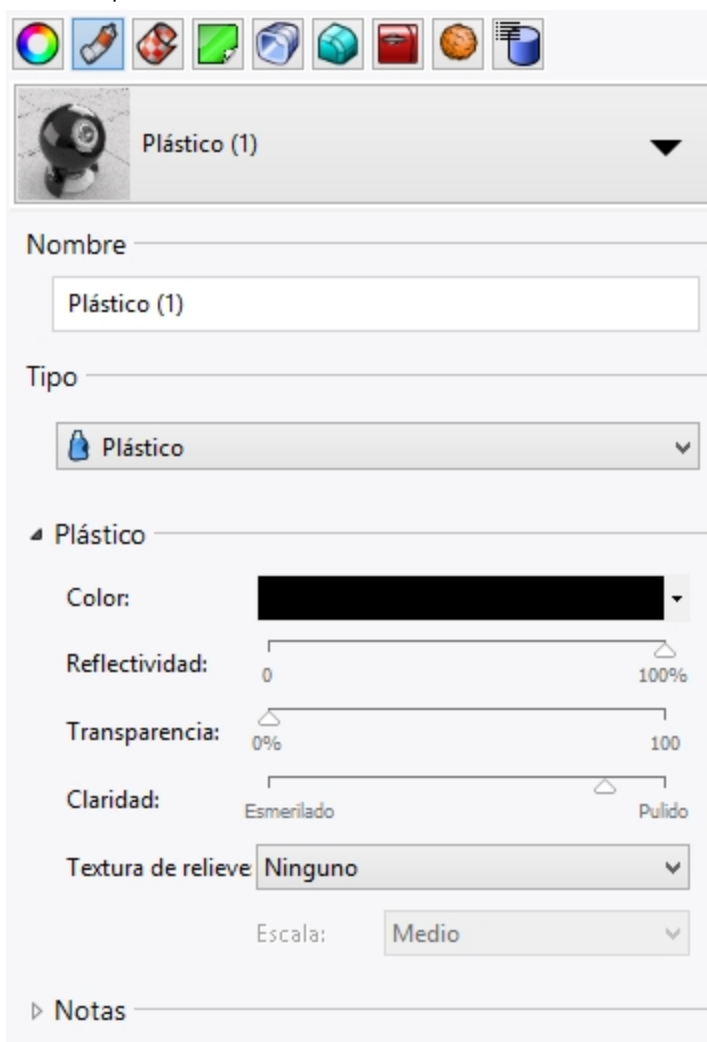 Plástico (1)
Nombre
Plástico (1)
Tipo
Plástico
Plástico
Color:
Reflectividad:
0
100%
Transparencia:
0%
100
Claridad:
Esmerilado
Pulido
Textura de relieve: Ninguno
Escala: Medio
Notas